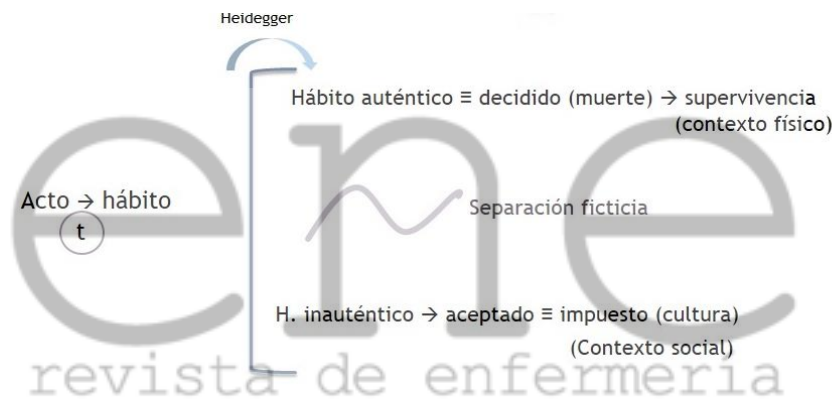 Heidegger
Hábito auténtico ≡ decidido (muerte) → supervivencia
(contexto físico)
Acto → hábito
t
Separación ficticia
H. inauténtico → aceptado ≡ impuesto (cultura)
(Contexto social)
ene
revista de enfermería